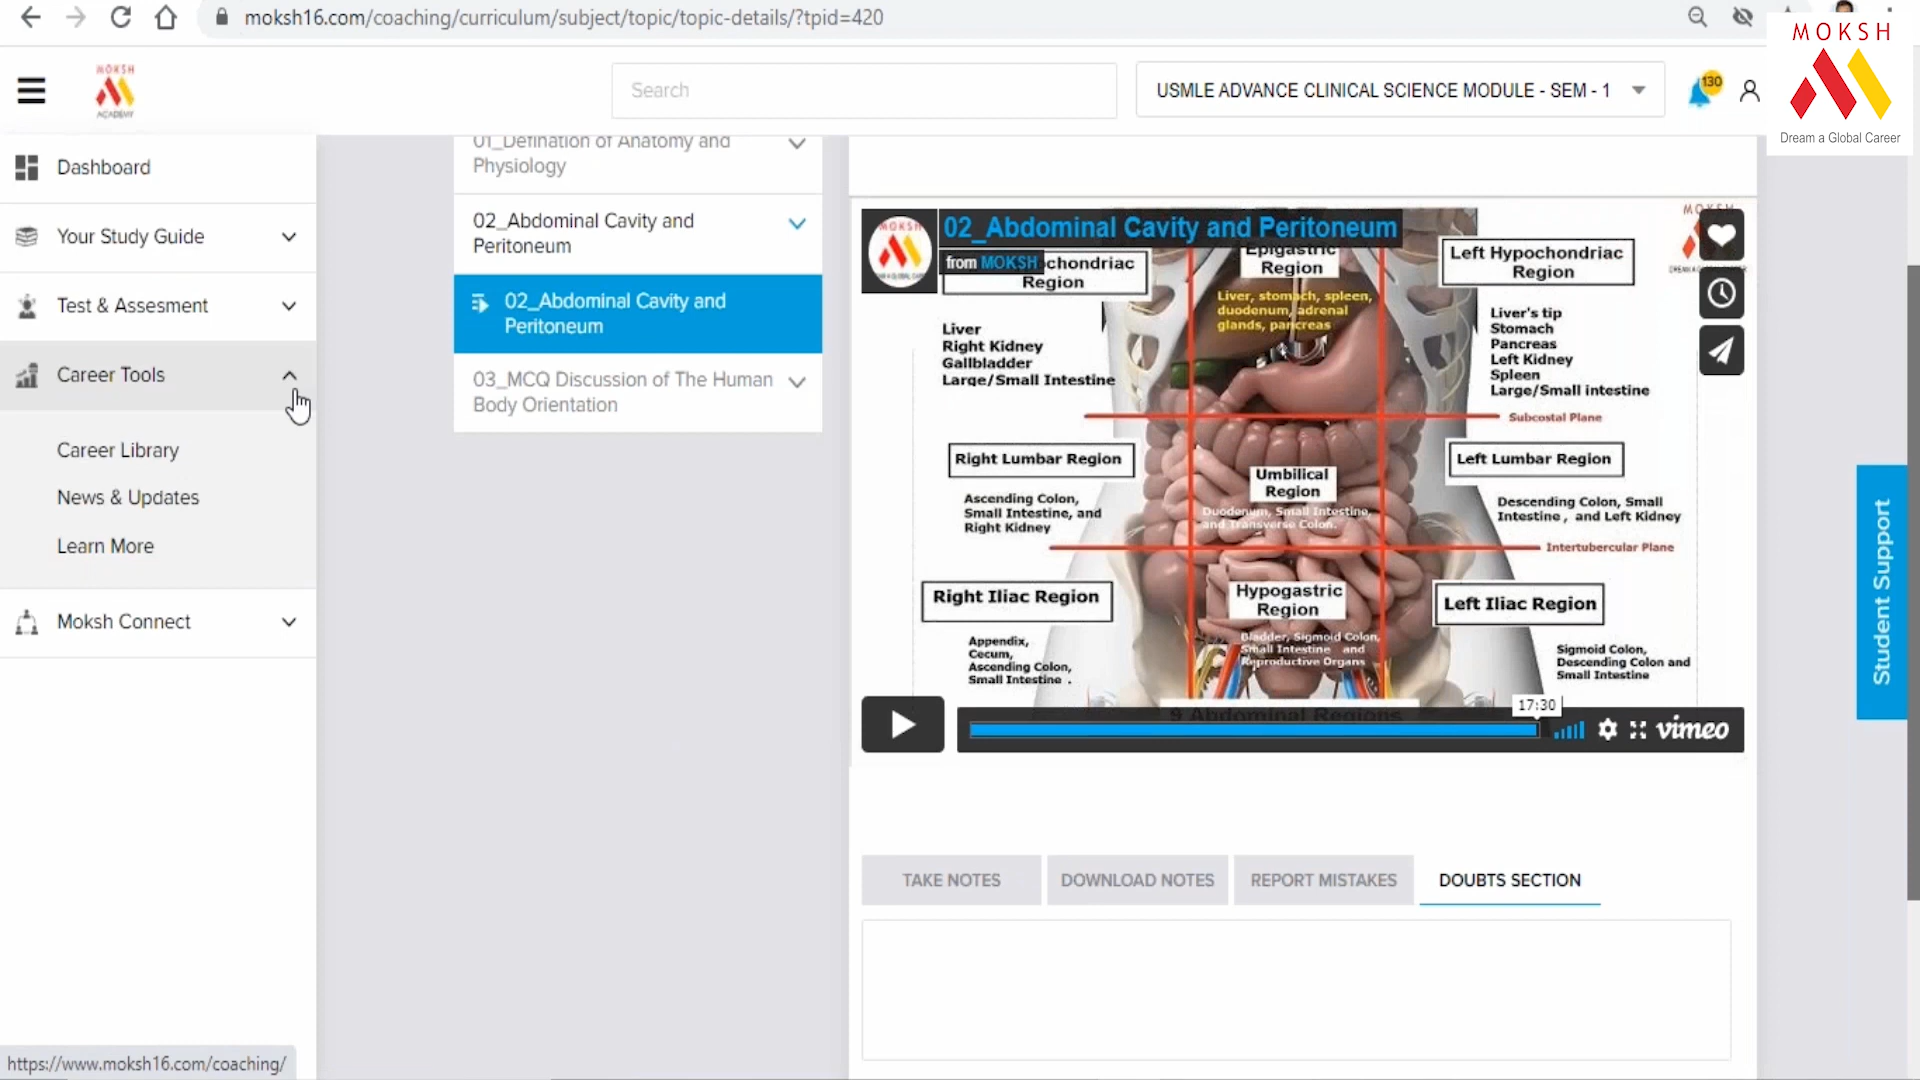 moksh16.com/coaching/curriculum/subject/topic/topic-details/?tpid=420
MOKSH
Dream a Global Career
MOKSH
ACADEMY
Search
USMLE ADVANCE CLINICAL SCIENCE MODULE - SEM - 1
130
Dashboard
Your Study Guide
Test & Assesment
Career Tools
Career Library
News & Updates
Learn More
Moksh Connect
01_Defination of Anatomy and
Physiology
02_Abdominal Cavity and
Peritoneum
02_Abdominal Cavity and
Peritoneum
03_MCQ Discussion of The Human
Body Orientation
MOKSH
02_Abdominal Cavity and Peritoneum
from MOKSH
chondriac
Region
Epigastric
Region
Liver, stomach, spleen,
duodenum, adrenal
glands, pancreas
Left Hypochondriac
Region
Liver
Right Kidney
Gallbladder
Large/Small Intestine
Liver's tip
Stomach
Pancreas
Left Kidney
Spleen
Large/Small intestine
Subcostal Plane
Right Lumbar Region
Umbilical
Region
Left Lumbar Region
Ascending Colon,
Small Intestine, and
Right Kidney
Duodenum, Small Intestine,
and Transverse Colon.
Descending Colon, Small
Intestine , and Left Kidney
Intertubercular Plane
Right Iliac Region
Hypogastric
Region
Left Iliac Region
Appendix,
Cecum,
Ascending Colon,
Small Intestine .
Bladder, Sigmoid Colon,
Small Intestine and
Reproductive Organs
Sigmoid Colon,
Descending Colon and
Small Intestine
9 Abdominal Regions
17:30
vimeo
TAKE NOTES
DOWNLOAD NOTES
REPORT MISTAKES
DOUBTS SECTION
Student Support
https://www.moksh16.com/coaching/